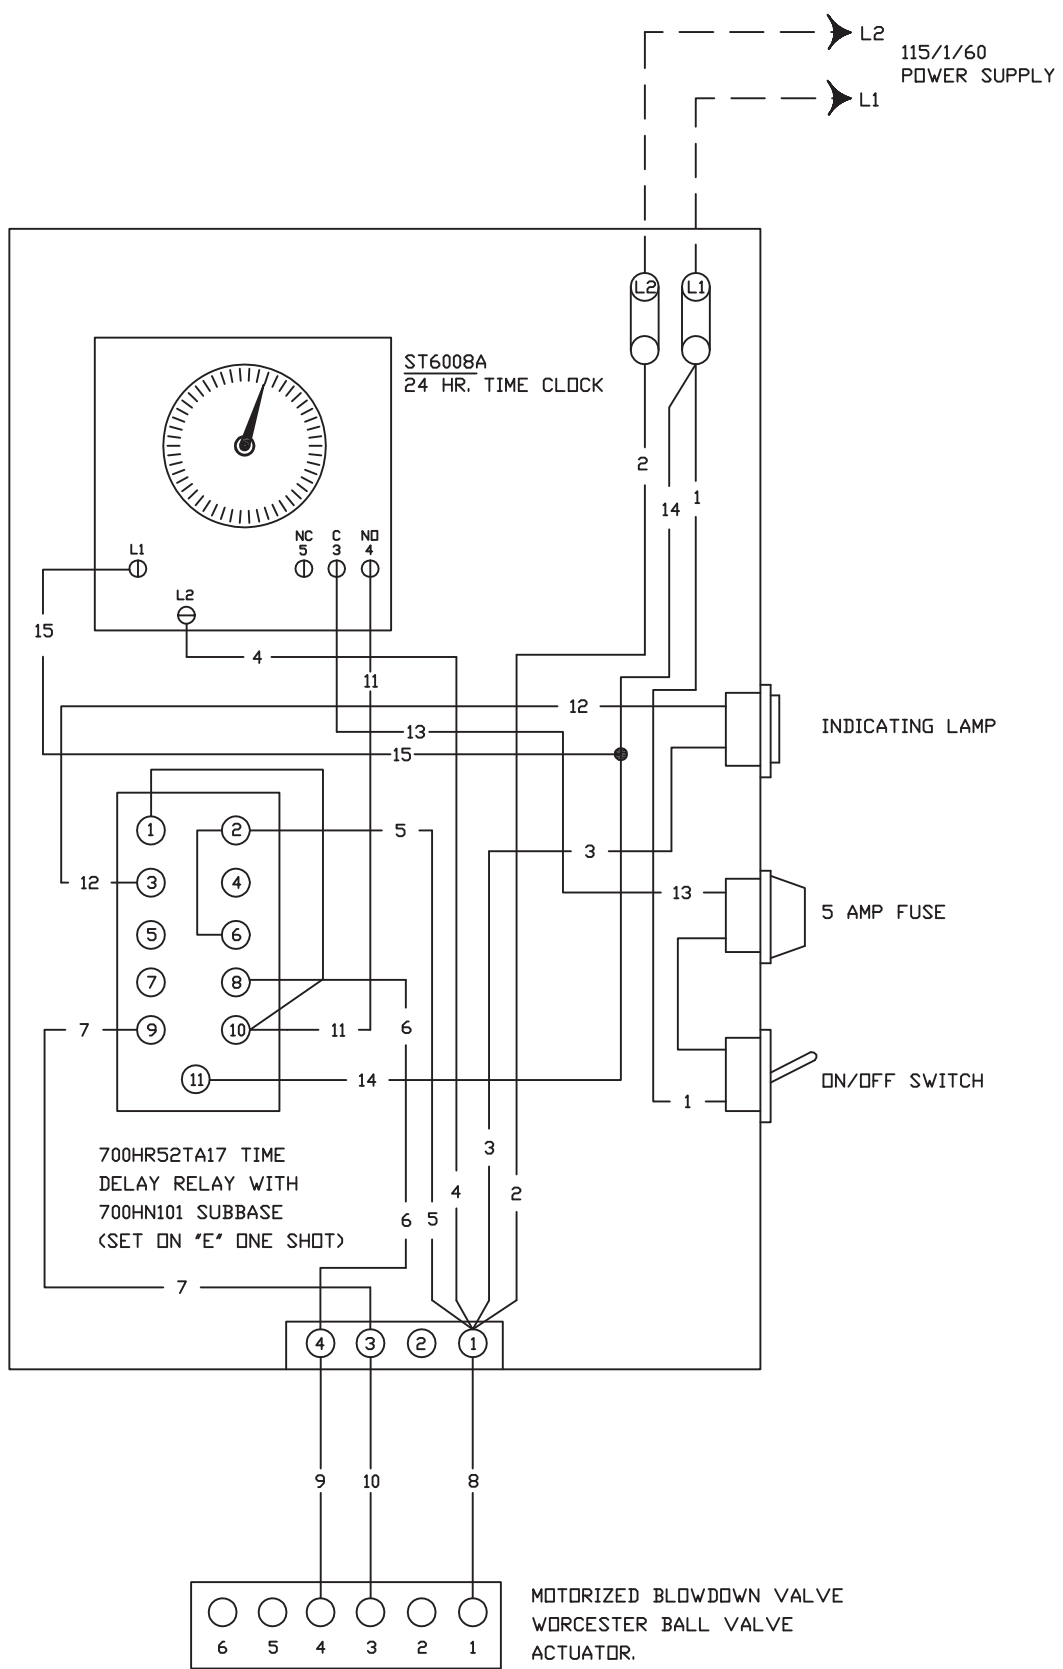 L2
115/1/60
POWER SUPPLY
L1
L2 L1
ST6008A
24 HR. TIME CLOCK
2
1
14
NC C NO
5 3 4
L1
L2
15
4
11
12
INDICATING LAMP
13
15
1 2 5
3
12 3 4
13
5 AMP FUSE
5 6
7 8
6
7 9 10 11
11 14
ON/OFF SWITCH
1
3
700HR52TA17 TIME
DELAY RELAY WITH
700HN101 SUBBASE
(SET ON "E" ONE SHOT)
4 2
6 5
7
4 3 2 1
9 10 8
MOTORIZED BLOWDOWN VALVE
WORCESTER BALL VALVE
ACTUATOR.
6 5 4 3 2 1